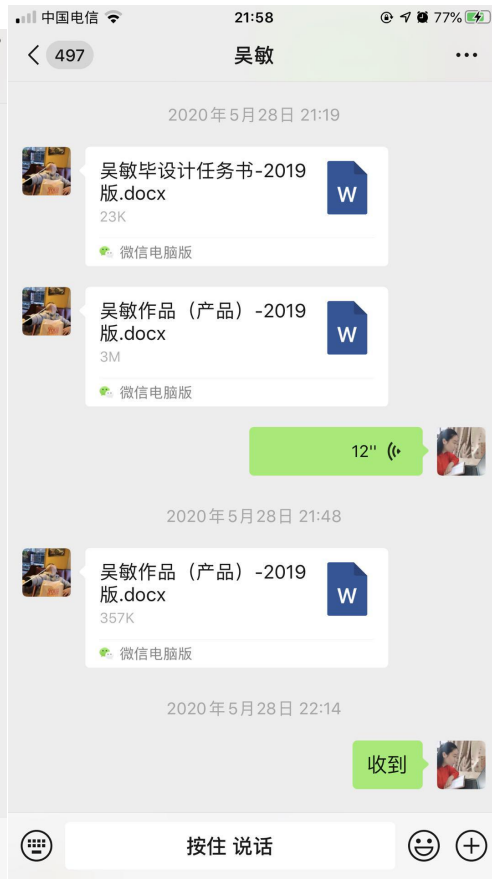 中国电信 21:58 77%
497 吴敏
2020年5月28日 21:19
吴敏毕设计任务书-2019
版.docx
W
23K
微信电脑版
吴敏作品（产品）-2019
版.docx
W
3M
微信电脑版
12''
2020年5月28日 21:48
吴敏作品（产品）-2019
版.docx
W
357K
微信电脑版
2020年5月28日 22:14
收到
按住 说话